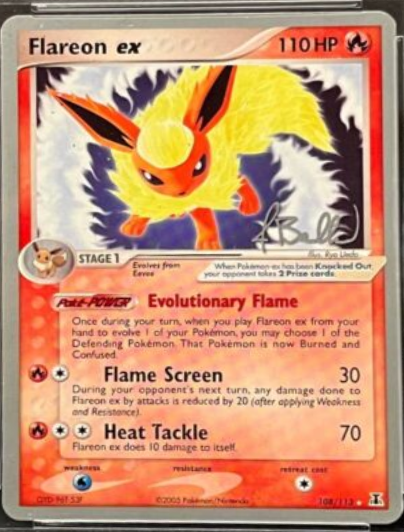 Flareon ex 110 HP
Illus. Ryo Ueda
STAGE 1 Evolves from Eevee
When Pokémon-ex has been Knocked Out,
your opponent takes 2 Prize cards.
Poké-POWER Evolutionary Flame
Once during your turn, when you play Flareon ex from your
hand to evolve 1 of your Pokémon, you may choose 1 of the
Defending Pokémon. That Pokémon is now Burned and
Confused.
Flame Screen 30
During your opponent's next turn, any damage done to
Flareon ex by attacks is reduced by 20 (after applying Weakness
and Resistance).
Heat Tackle 70
Flareon ex does 10 damage to itself.
weakness resistance retreat cost
©2005 Pokémon/Nintendo 108/113